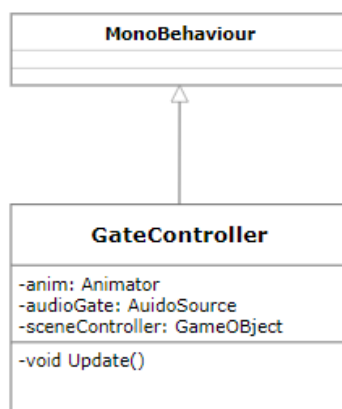 MonoBehaviour
GateController
-anim: Animator
-audioGate: AuidoSource
-sceneController: GameOBject
-void Update()